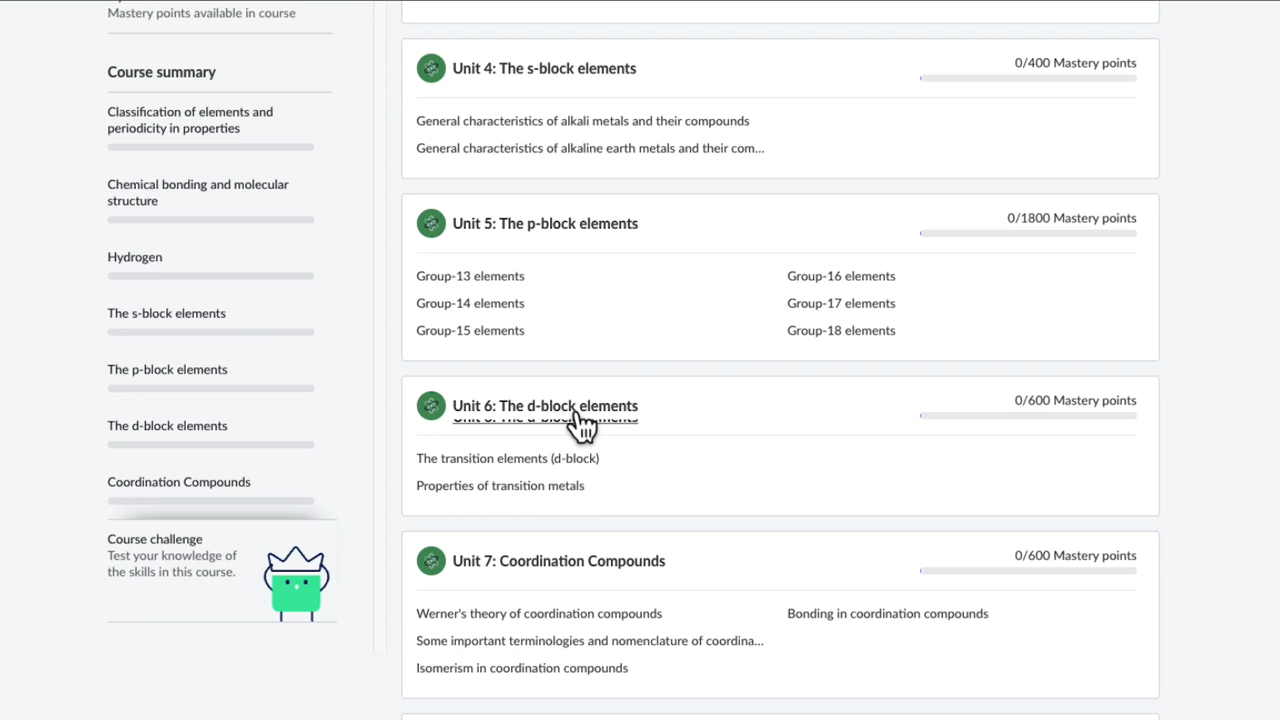 Mastery points available in course
Course summary
Classification of elements and
periodicity in properties
Chemical bonding and molecular
structure
Hydrogen
The s-block elements
The p-block elements
The d-block elements
Coordination Compounds
Course challenge
Test your knowledge of
the skills in this course.
Unit 4: The s-block elements
0/400 Mastery points
General characteristics of alkali metals and their compounds
General characteristics of alkaline earth metals and their com...
Unit 5: The p-block elements
0/1800 Mastery points
Group-13 elements
Group-14 elements
Group-15 elements
Group-16 elements
Group-17 elements
Group-18 elements
Unit 6: The d-block elements
0/600 Mastery points
The transition elements (d-block)
Properties of transition metals
Unit 7: Coordination Compounds
0/600 Mastery points
Werner's theory of coordination compounds
Some important terminologies and nomenclature of coordina...
Isomerism in coordination compounds
Bonding in coordination compounds